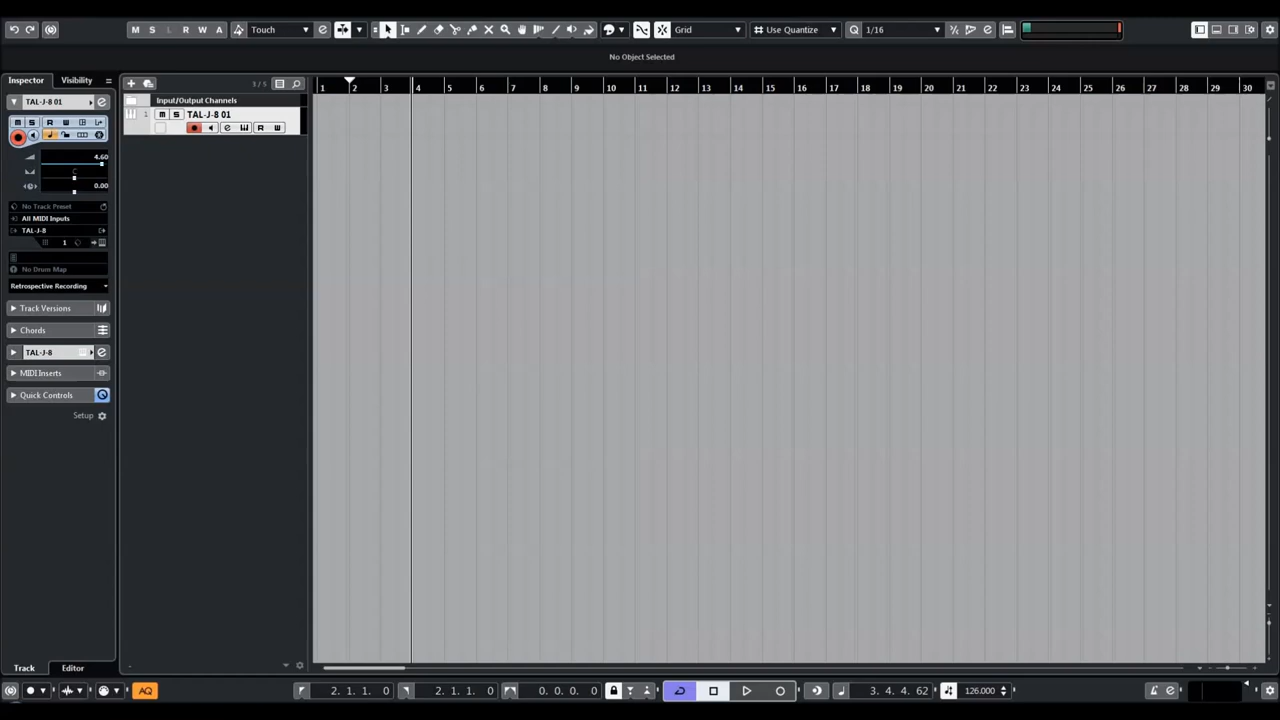 M S L R W A Touch Grid Use Quantize Q 1/16
No Object Selected
Inspector Visibility
3 / 5
1 2 3 4 5 6 7 8 9 10 11 12 13 14 15 16 17 18 19 20 21 22 23 24 25 26 27 28 29 30
TAL-J-8 01
Input/Output Channels
1 M S TAL-J-8 01
R W
M S R W
4.60
C
0.00
No Track Preset
All MIDI Inputs
TAL-J-8
1
No Drum Map
Retrospective Recording
Track Versions
Chords
TAL-J-8
MIDI Inserts
Quick Controls
Setup
Track Editor
AQ 2. 1. 1. 0 2. 1. 1. 0 0. 0. 0. 0 3. 4. 4. 62 126.000